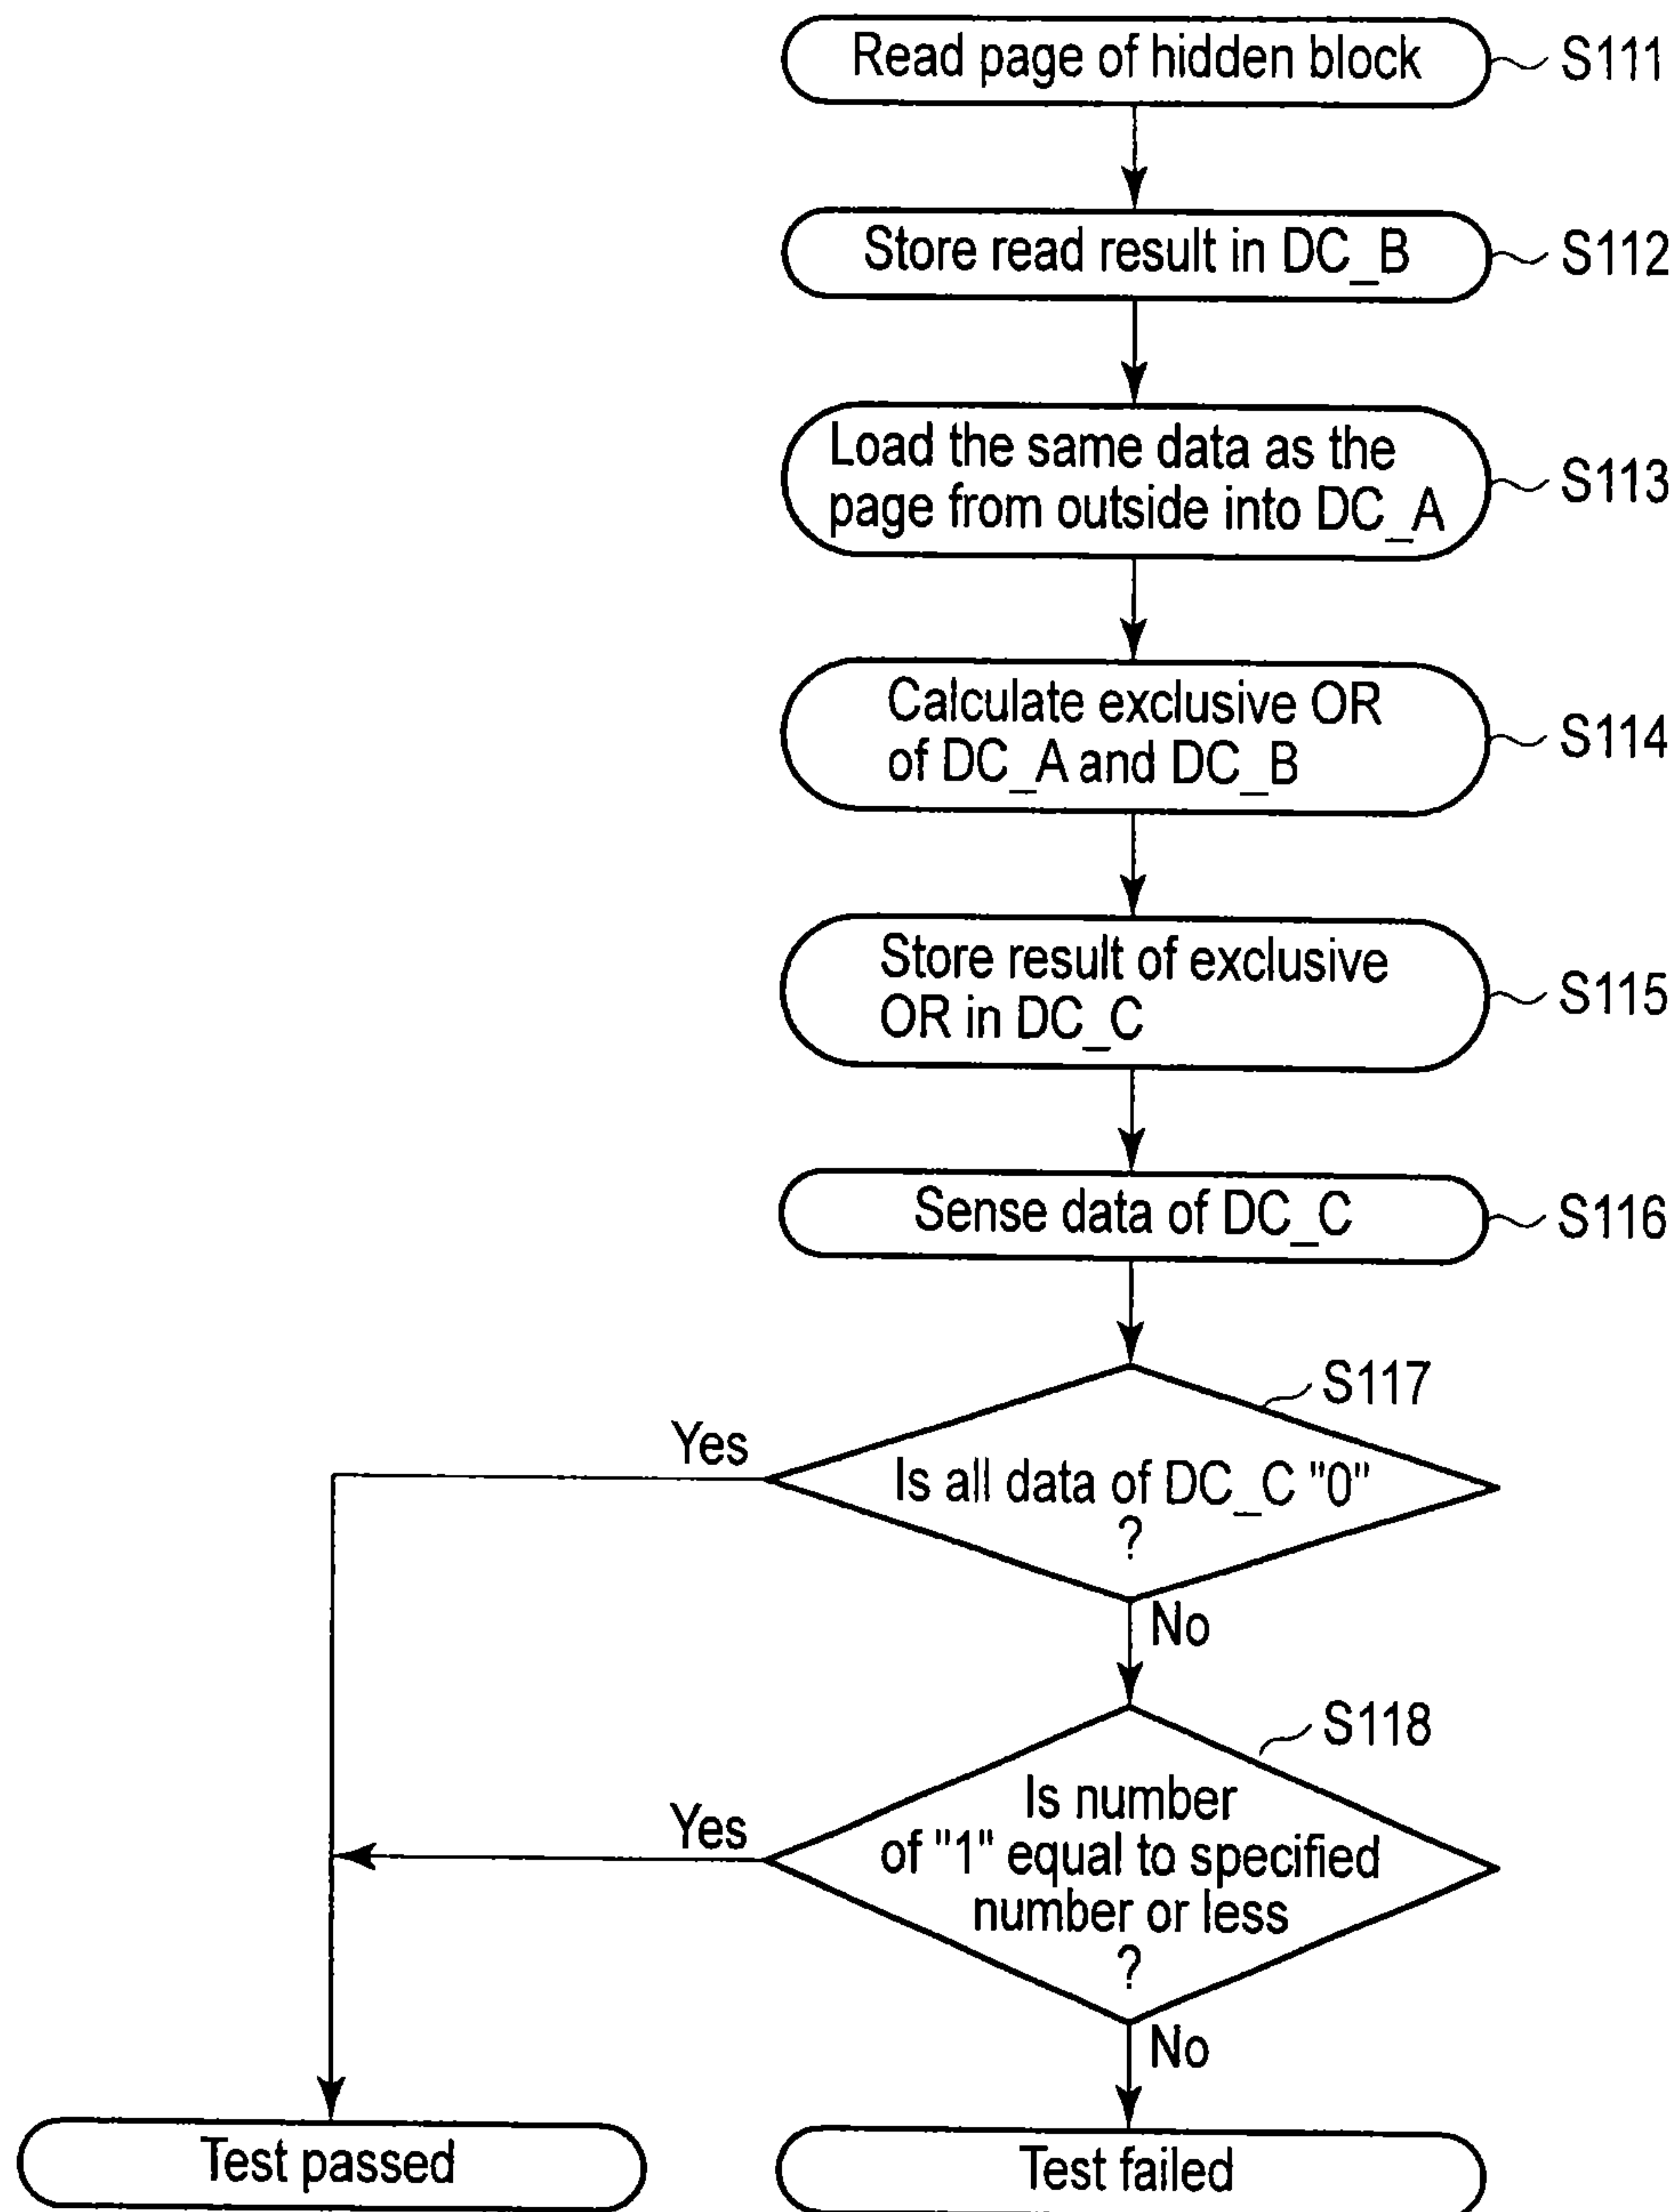 Read page of hidden block
S111
Store read result in DC_B
S112
Load the same data as the
page from outside into DC_A
S113
Calculate exclusive OR
of DC_A and DC_B
S114
Store result of exclusive
OR in DC_C
S115
Sense data of DC_C
S116
S117
Yes
Is all data of DC_C "0"
?
No
S118
Yes
Is number
of "1" equal to specified
number or less
?
No
Test passed
Test failed